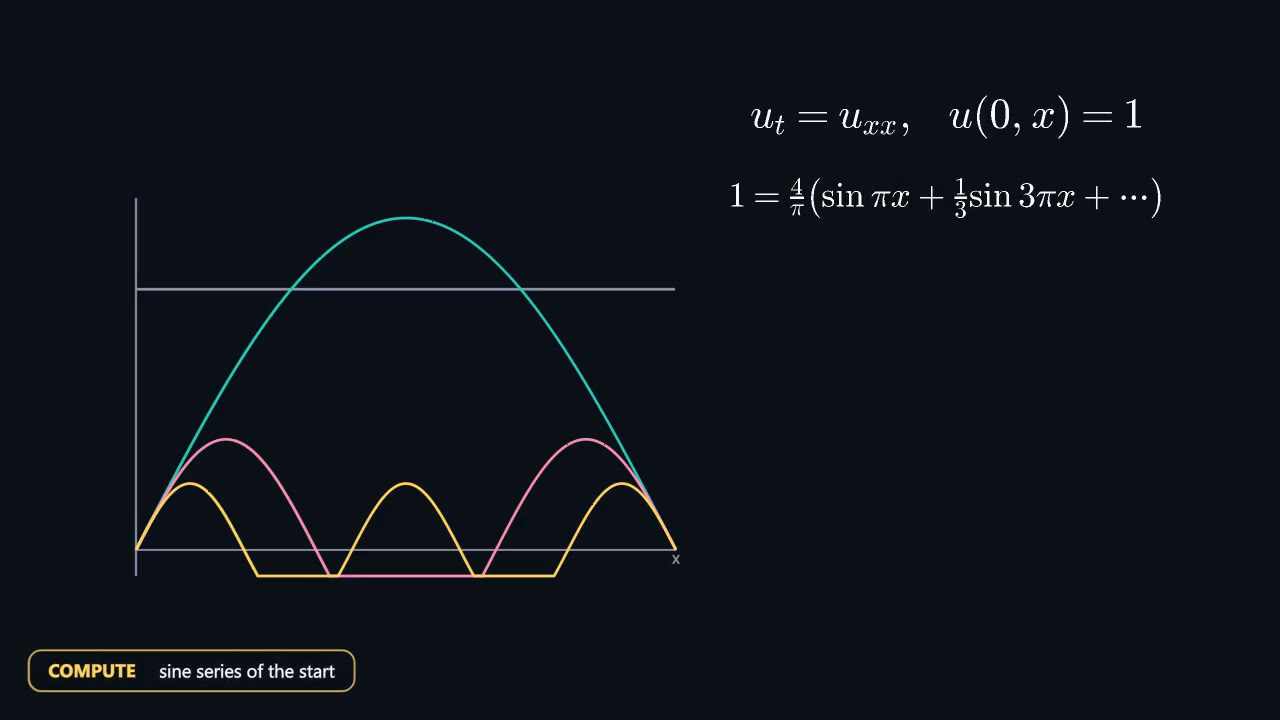 u_t = u_{xx},   u(0, x) = 1
1 = \frac{4}{\pi}(\sin \pi x + \frac{1}{3}\sin 3\pi x + ⋯)
x
COMPUTE sine series of the start